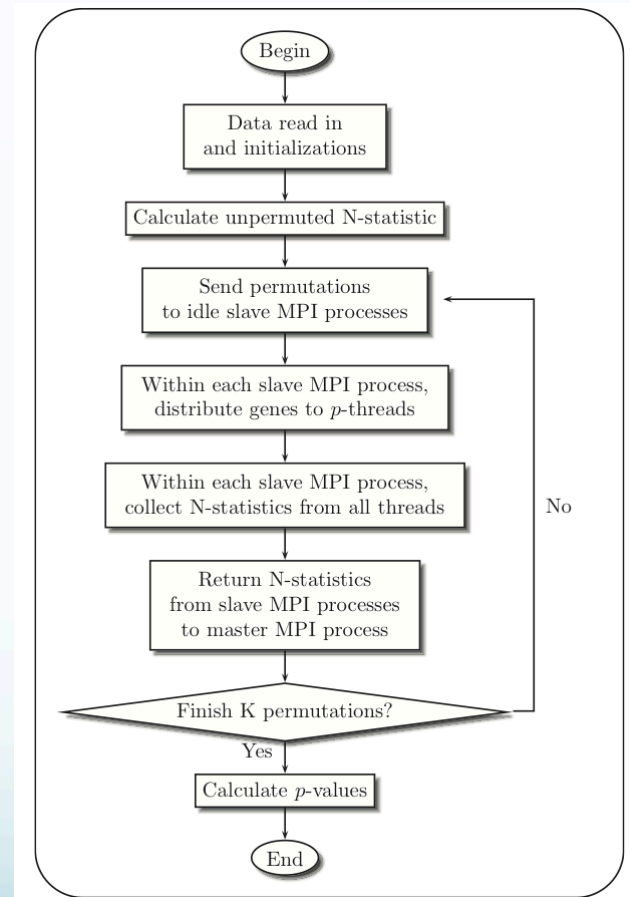 Begin
Data read in
and initializations
Calculate unpermuted N-statistic
Send permutations
to idle slave MPI processes
Within each slave MPI process,
distribute genes to p-threads
Within each slave MPI process,
collect N-statistics from all threads
No
Return N-statistics
from slave MPI processes
to master MPI process
Finish K permutations?
Yes
Calculate p-values
End